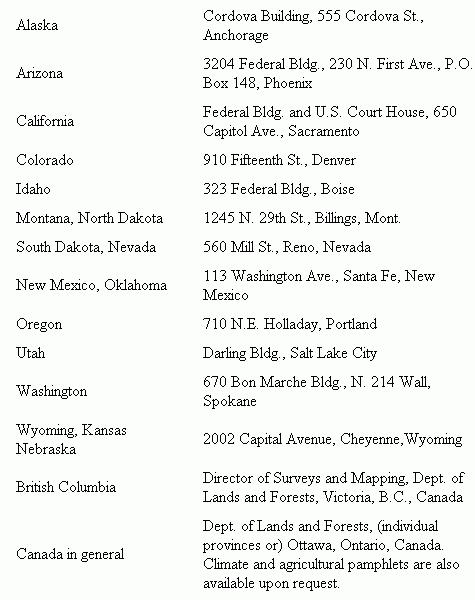 Alaska
Cordova Building, 555 Cordova St.,
Anchorage
Arizona
3204 Federal Bldg., 230 N. First Ave., P.O.
Box 148, Phoenix
California
Federal Bldg. and U.S. Court House, 650
Capitol Ave., Sacramento
Colorado
910 Fifteenth St., Denver
Idaho
323 Federal Bldg., Boise
Montana, North Dakota
1245 N. 29th St., Billings, Mont.
South Dakota, Nevada
560 Mill St., Reno, Nevada
New Mexico, Oklahoma
113 Washington Ave., Santa Fe, New
Mexico
Oregon
710 N.E. Holladay, Portland
Utah
Darling Bldg., Salt Lake City
Washington
670 Bon Marche Bldg., N. 214 Wall,
Spokane
Wyoming, Kansas
Nebraska
2002 Capital Avenue, Cheyenne,Wyoming
British Columbia
Director of Surveys and Mapping, Dept. of
Lands and Forests, Victoria, B.C., Canada
Canada in general
Dept. of Lands and Forests, (individual
provinces or) Ottawa, Ontario, Canada.
Climate and agricultural pamphlets are also
available upon request.